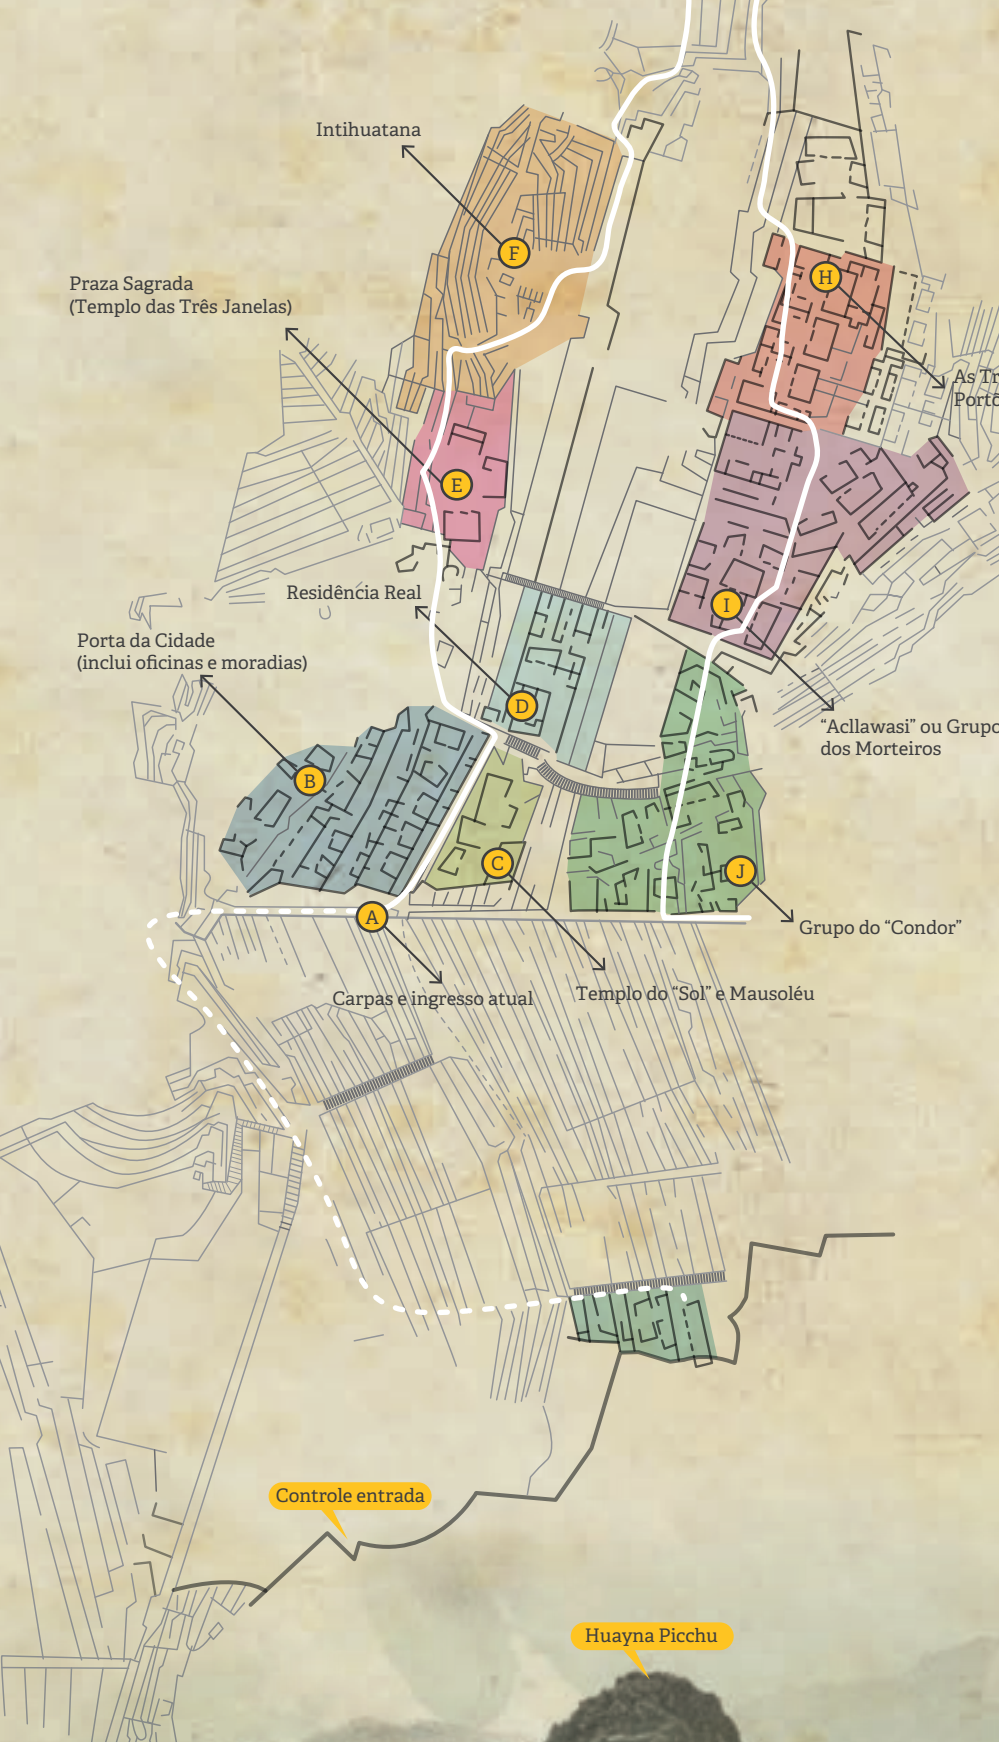 Intihuatana
F
H
Praza Sagrada
(Templo das Três Janelas)
As
E
Residência Real
I
Porta da Cidade
(inclui oficinas e moradias)
D
“Acllawasi” ou Grupo
dos Morteiros
B
C
J
A
Grupo do “Condor”
Carpas e ingresso atual
Templo do “Sol” e Mausoléu
Controle entrada
Huayna Picchu